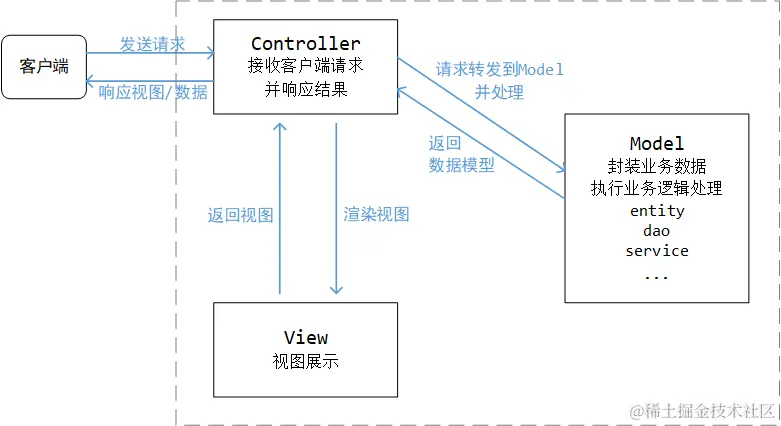 客户端
发送请求
响应视图/数据
Controller
接收客户端请求
并响应结果
请求转发到Model
并处理
返回
数据模型
Model
封装业务数据
执行业务逻辑处理
entity
dao
service
...
返回视图
渲染视图
View
视图展示
@稀土掘金技术社区